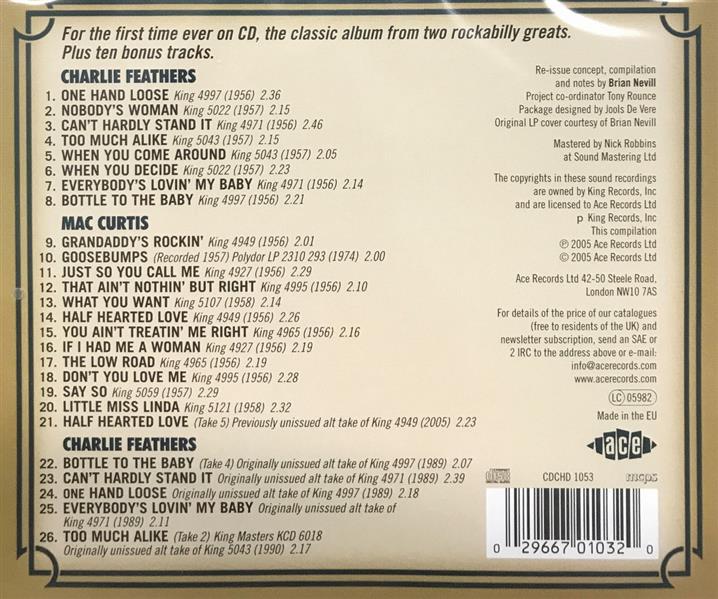 For the first time ever on CD, the classic album from two rockabilly greats.
Plus ten bonus tracks.
CHARLIE FEATHERS
1. ONE HAND LOOSE King 4997 (1956) 2.36
2. NOBODY'S WOMAN King 5022 (1957) 2.15
3. CAN'T HARDLY STAND IT King 4971 (1956) 2.46
4. TOO MUCH ALIKE King 5043 (1957) 2.15
5. WHEN YOU COME AROUND King 5043 (1957) 2.05
6. WHEN YOU DECIDE King 5022 (1957) 2.23
7. EVERYBODY'S LOVIN' MY BABY King 4971 (1956) 2.14
8. BOTTLE TO THE BABY King 4997 (1956) 2.21
MAC CURTIS
9. GRANDADDY'S ROCKIN' King 4949 (1956) 2.01
10. GOOSEBUMPS (Recorded 1957) Polydor LP 2310 293 (1974) 2.00
11. JUST SO YOU CALL ME King 4927 (1956) 2.29
12. THAT AIN'T NOTHIN' BUT RIGHT King 4995 (1956) 2.10
13. WHAT YOU WANT King 5107 (1958) 2.14
14. HALF HEARTED LOVE King 4949 (1956) 2.26
15. YOU AIN'T TREATIN' ME RIGHT King 4965 (1956) 2.16
16. IF I HAD ME A WOMAN King 4927 (1956) 2.19
17. THE LOW ROAD King 4965 (1956) 2.19
18. DON'T YOU LOVE ME King 4995 (1956) 2.28
19. SAY SO King 5059 (1957) 2.29
20. LITTLE MISS LINDA King 5121 (1958) 2.32
21. HALF HEARTED LOVE (Take 5) Previously unissued alt take of King 4949 (2005) 2.23
CHARLIE FEATHERS
22. BOTTLE TO THE BABY (Take 4) Originally unissued alt take of King 4997 (1989) 2.07
23. CAN'T HARDLY STAND IT Originally unissued alt take of King 4971 (1989) 2.39
24. ONE HAND LOOSE Originally unissued alt take of King 4997 (1989) 2.18
25. EVERYBODY'S LOVIN' MY BABY Originally unissued alt take of
King 4971 (1989) 2.11
26. TOO MUCH ALIKE (Take 2) King Masters KCD 6018
Originally unissued alt take of King 5043 (1990) 2.17
Re-issue concept, compilation
and notes by Brian Nevill
Project co-ordinator Tony Rounce
Package designed by Jools De Vere
Original LP cover courtesy of Brian Nevill
Mastered by Nick Robbins
at Sound Mastering Ltd
The copyrights in these sound recordings
are owned by King Records, Inc
and are licensed to Ace Records Ltd
p King Records, Inc
This compilation
℗ 2005 Ace Records Ltd
© 2005 Ace Records Ltd
Ace Records Ltd 42-50 Steele Road,
London NW10 7AS
For details of the price of our catalogues
(free to residents of the UK) and
newsletter subscription, send an SAE or
2 IRC to the address above or e-mail:
info@acerecords.com
www.acerecords.com
LC 05982
Made in the EU
ace
CDCHD 1053
mcps
0 29667 01032 0